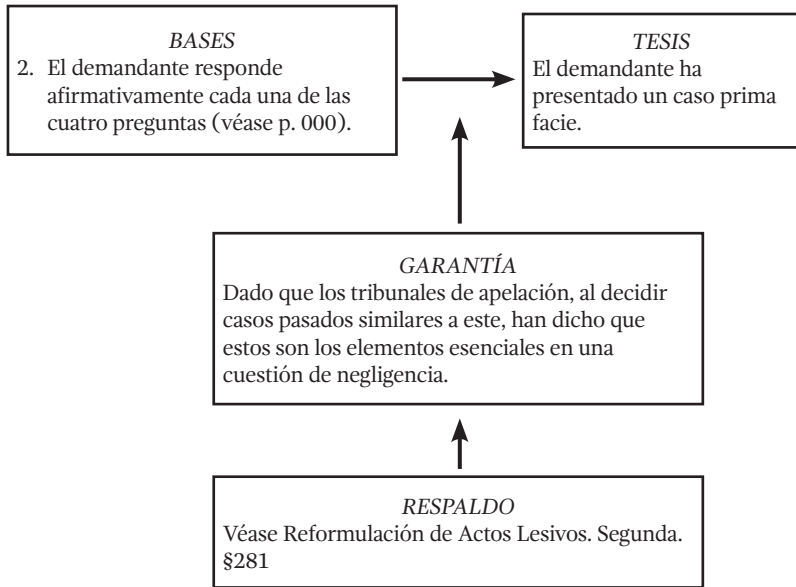 BASES
2. El demandante responde
afirmativamente cada una de las
cuatro preguntas (véase p. 000).
TESIS
El demandante ha
presentado un caso prima
facie.
GARANTÍA
Dado que los tribunales de apelación, al decidir
casos pasados similares a este, han dicho que
estos son los elementos esenciales en una
cuestión de negligencia.
RESPALDO
Véase Reformulación de Actos Lesivos. Segunda.
§281